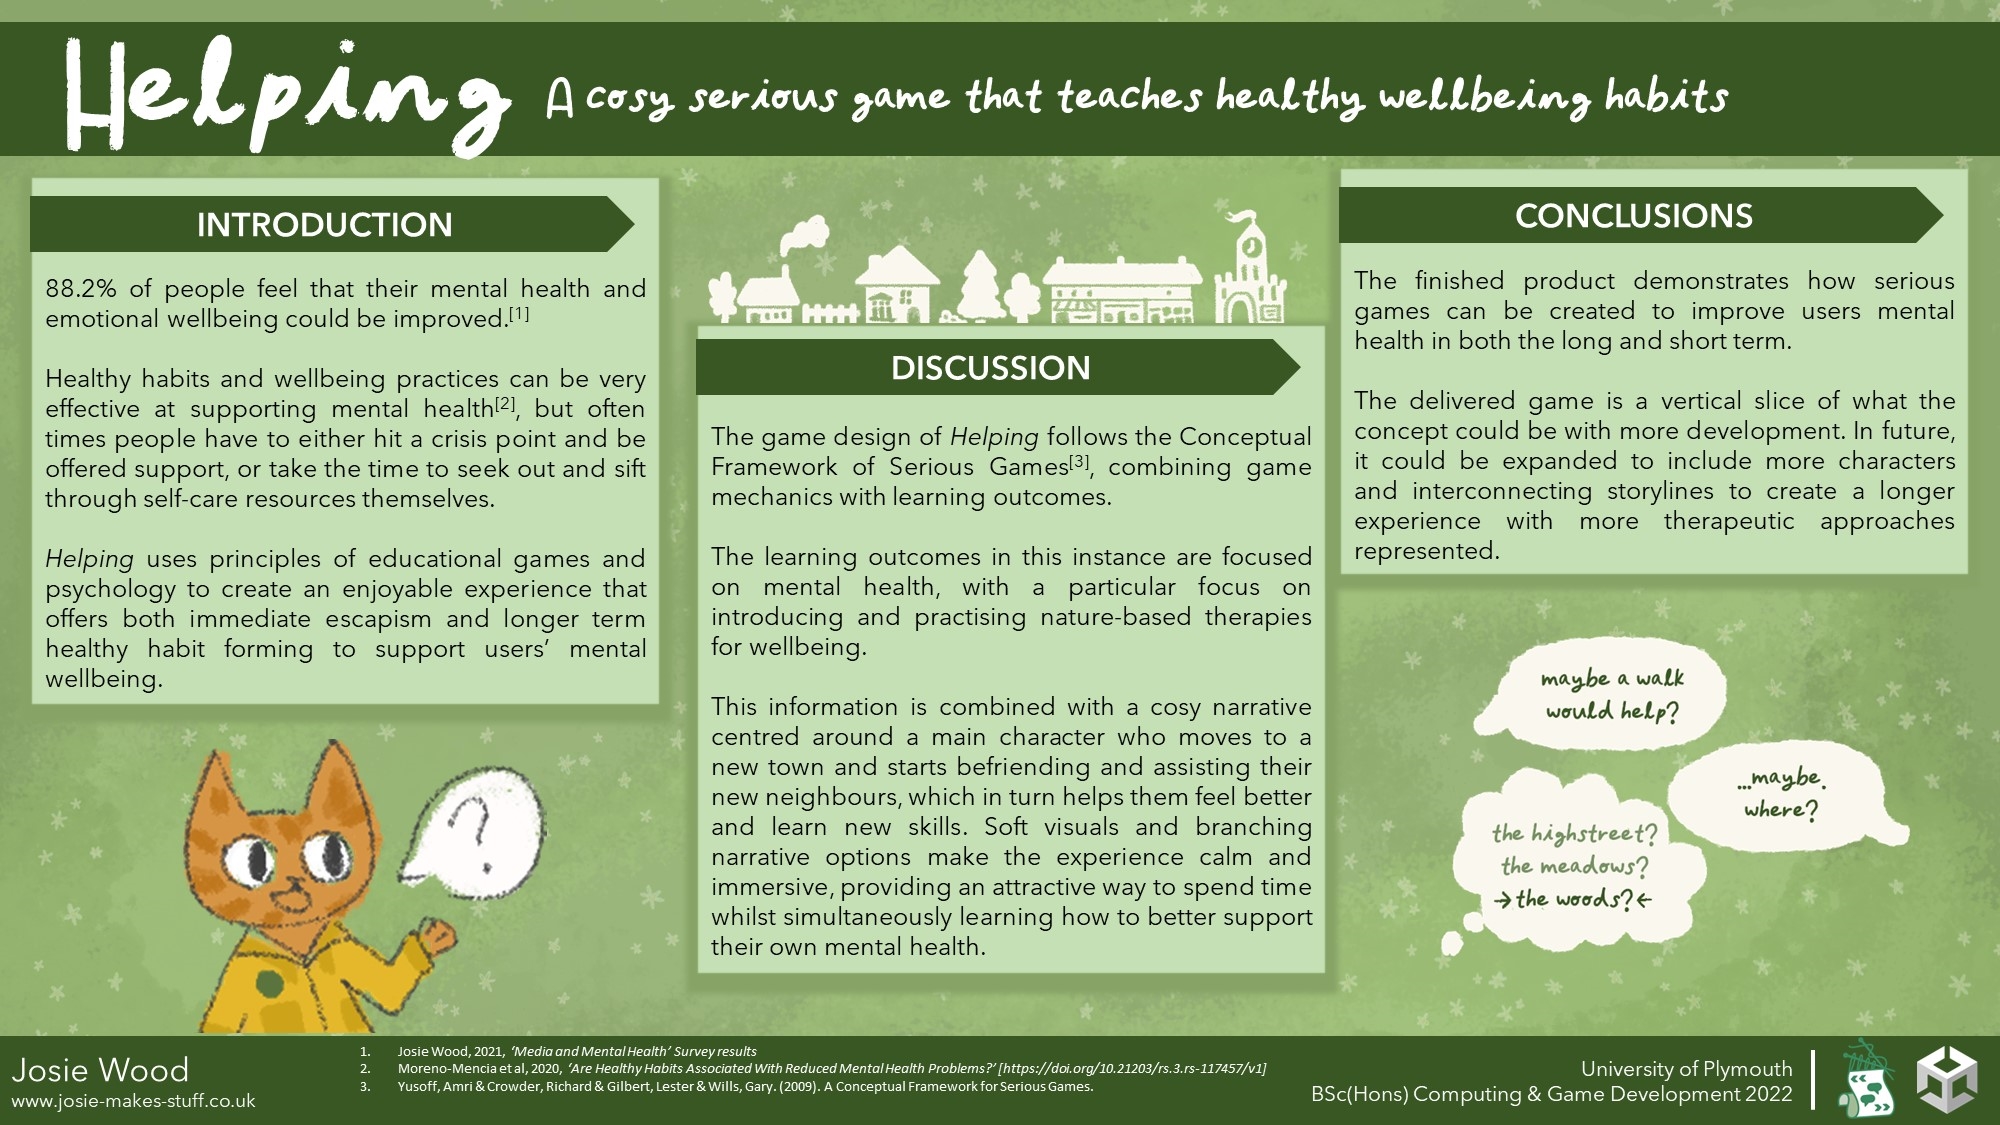 Helping A cosy serious game that teaches healthy wellbeing habits
INTRODUCTION
88.2% of people feel that their mental health and
emotional wellbeing could be improved.[1]
Healthy habits and wellbeing practices can be very
effective at supporting mental health[2], but often
times people have to either hit a crisis point and be
offered support, or take the time to seek out and sift
through self-care resources themselves.
Helping uses principles of educational games and
psychology to create an enjoyable experience that
offers both immediate escapism and longer term
healthy habit forming to support users’ mental
wellbeing.
?
DISCUSSION
The game design of Helping follows the Conceptual
Framework of Serious Games[3], combining game
mechanics with learning outcomes.
The learning outcomes in this instance are focused
on mental health, with a particular focus on
introducing and practising nature-based therapies
for wellbeing.
This information is combined with a cosy narrative
centred around a main character who moves to a
new town and starts befriending and assisting their
new neighbours, which in turn helps them feel better
and learn new skills. Soft visuals and branching
narrative options make the experience calm and
immersive, providing an attractive way to spend time
whilst simultaneously learning how to better support
their own mental health.
CONCLUSIONS
The finished product demonstrates how serious
games can be created to improve users mental
health in both the long and short term.
The delivered game is a vertical slice of what the
concept could be with more development. In future,
it could be expanded to include more characters
and interconnecting storylines to create a longer
experience with more therapeutic approaches
represented.
maybe a walk
would help?
...maybe.
where?
the highstreet?
the meadows?
→the woods?←
Josie Wood
www.josie-makes-stuff.co.uk
1. Josie Wood, 2021, ‘Media and Mental Health’ Survey results
2. Moreno-Mencia et al, 2020, ‘Are Healthy Habits Associated With Reduced Mental Health Problems?’ [https://doi.org/10.21203/rs.3.rs-117457/v1]
3. Yusoff, Amri & Crowder, Richard & Gilbert, Lester & Wills, Gary. (2009). A Conceptual Framework for Serious Games.
University of Plymouth
BSc(Hons) Computing & Game Development 2022